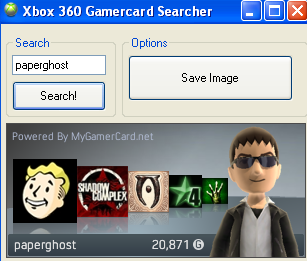 Xbox 360 Gamercard Searcher
Search
Options
paperghost
Save Image
Search!
Powered By MyGamerCard.net
SHADOW
COMPLEX
4
paperghost
20,871 G